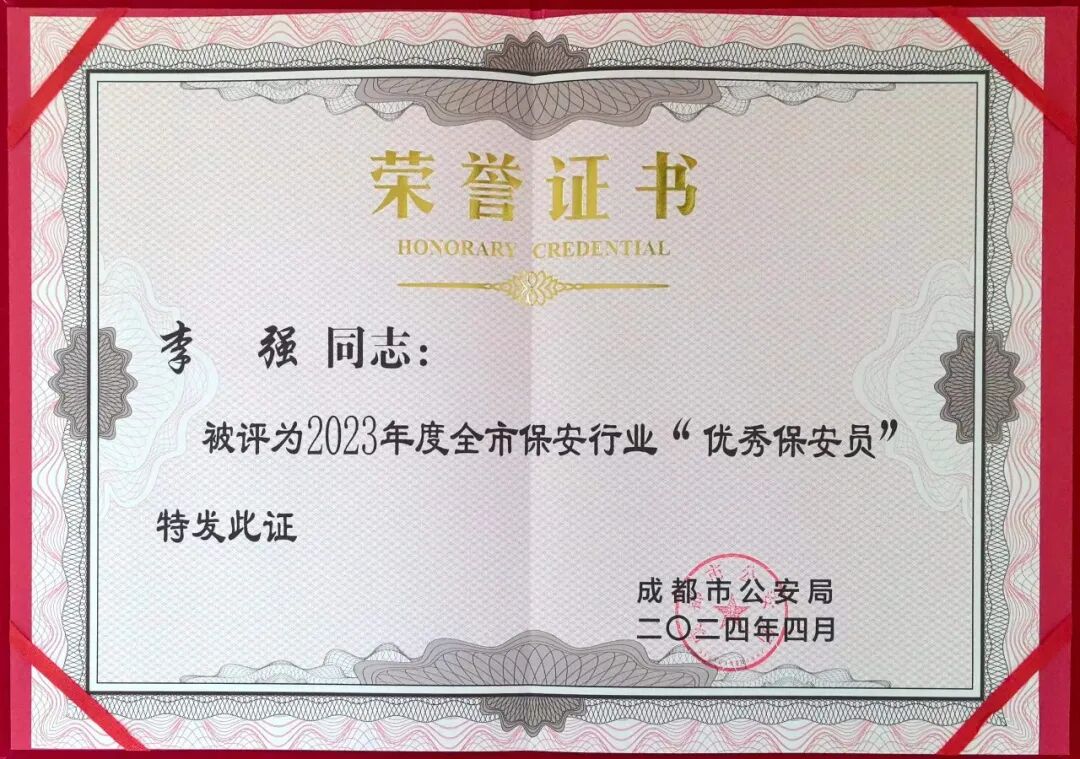 荣誉证书
HONORARY CREDENTIAL
李 强 同志：
被评为2023年度全市保安行业“优秀保安员”
特发此证
成都市公安局
二〇二四年四月